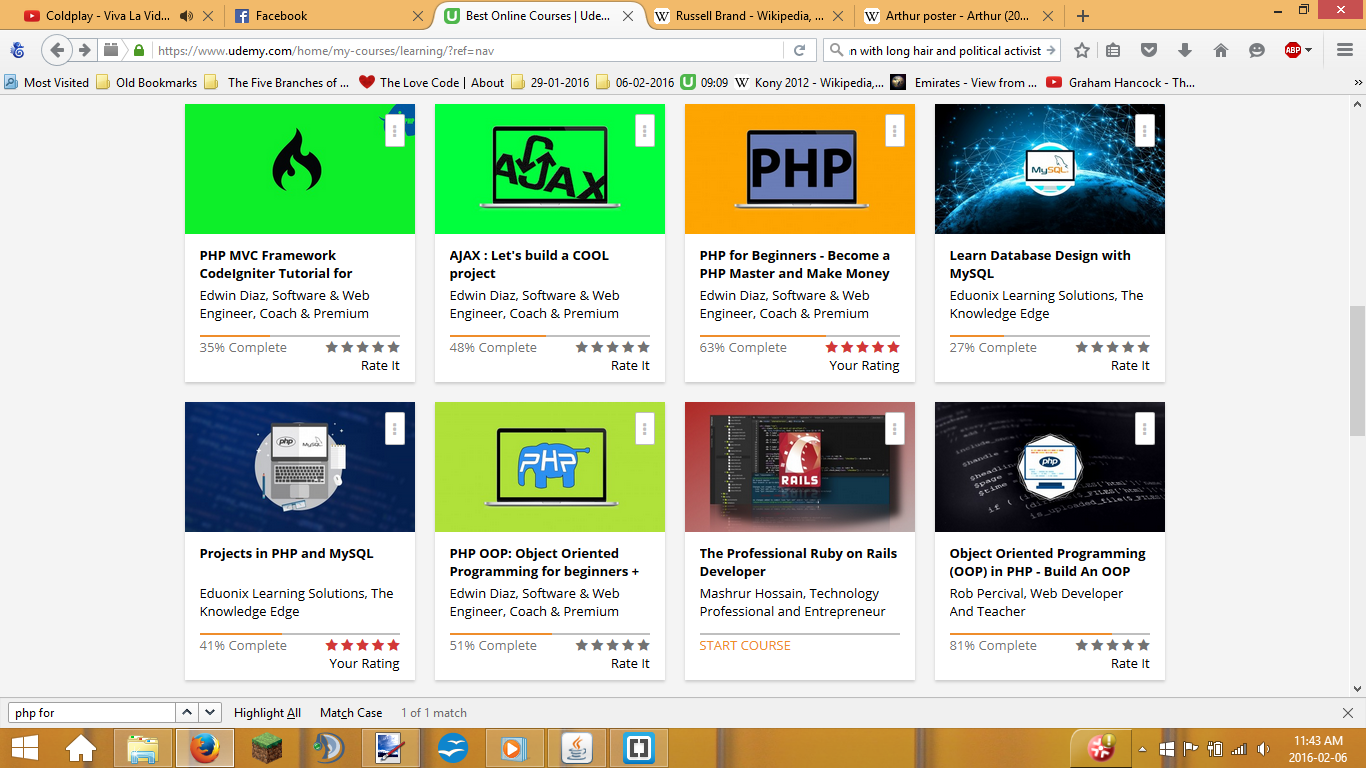 Coldplay - Viva La Vid...
Facebook
Best Online Courses | Ude...
Russell Brand - Wikipedia, ...
Arthur poster - Arthur (20...
https://www.udemy.com/home/my-courses/learning/?ref=nav
n with long hair and political activist
ABP
Most Visited
Old Bookmarks
The Five Branches of ...
The Love Code | About
29-01-2016
06-02-2016
09:09
Kony 2012 - Wikipedia,...
Emirates - View from ...
Graham Hancock - Th...
AJAX
PHP
MySQL
PHP MVC Framework
CodeIgniter Tutorial for
Edwin Diaz, Software & Web
Engineer, Coach & Premium
35% Complete
Rate It
AJAX : Let's build a COOL
project
Edwin Diaz, Software & Web
Engineer, Coach & Premium
48% Complete
Rate It
PHP for Beginners - Become a
PHP Master and Make Money
Edwin Diaz, Software & Web
Engineer, Coach & Premium
63% Complete
Your Rating
Learn Database Design with
MySQL
Eduonix Learning Solutions, The
Knowledge Edge
27% Complete
Rate It
php
MySQL
PHP
RAILS
php
Projects in PHP and MySQL
Eduonix Learning Solutions, The
Knowledge Edge
41% Complete
Your Rating
PHP OOP: Object Oriented
Programming for beginners +
Edwin Diaz, Software & Web
Engineer, Coach & Premium
51% Complete
Rate It
The Professional Ruby on Rails
Developer
Mashrur Hossain, Technology
Professional and Entrepreneur
START COURSE
Object Oriented Programming
(OOP) in PHP - Build An OOP
Rob Percival, Web Developer
And Teacher
81% Complete
Rate It
php for
Highlight All
Match Case
1 of 1 match
11:43 AM
2016-02-06